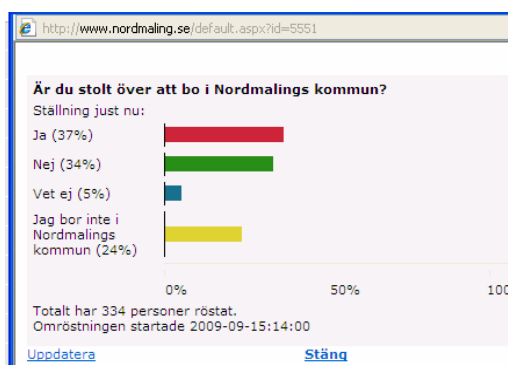 http://www.nordmaling.se/default.aspx?id=5551
Är du stolt över att bo i Nordmalings kommun?
Ställning just nu:
Ja (37%)
Nej (34%)
Vet ej (5%)
Jag bor inte i
Nordmalings
kommun (24%)
0% 50% 100
Totalt har 334 personer röstat.
Omröstningen startade 2009-09-15:14:00
Uppdatera Stäng